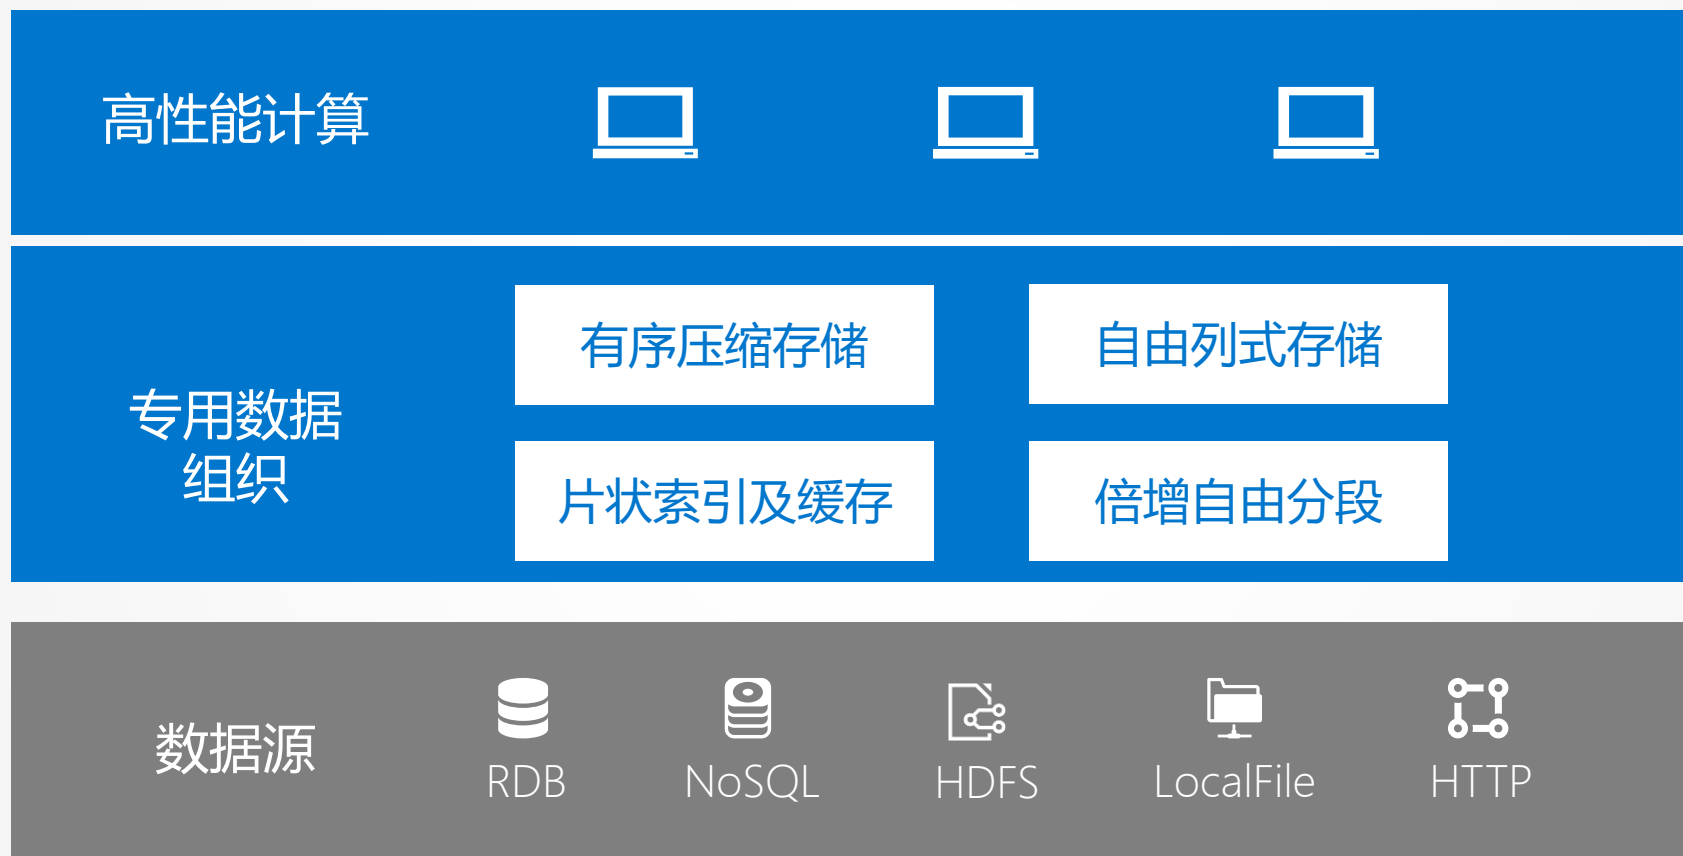 高性能计算
有序压缩存储
自由列式存储
专用数据
组织
片状索引及缓存
倍增自由分段
数据源
RDB
NoSQL
HDFS
LocalFile
HTTP